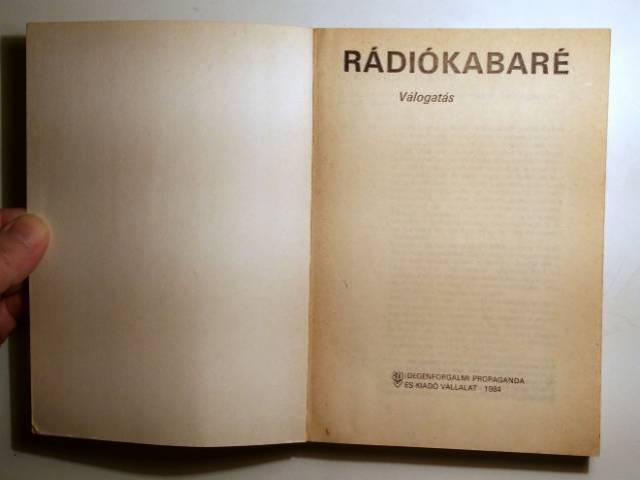 RÁDIÓKABARÉ
Válogatás
IDEGENFORGALMI PROPAGANDA
ÉS KIADÓ VÁLLALAT · 1984